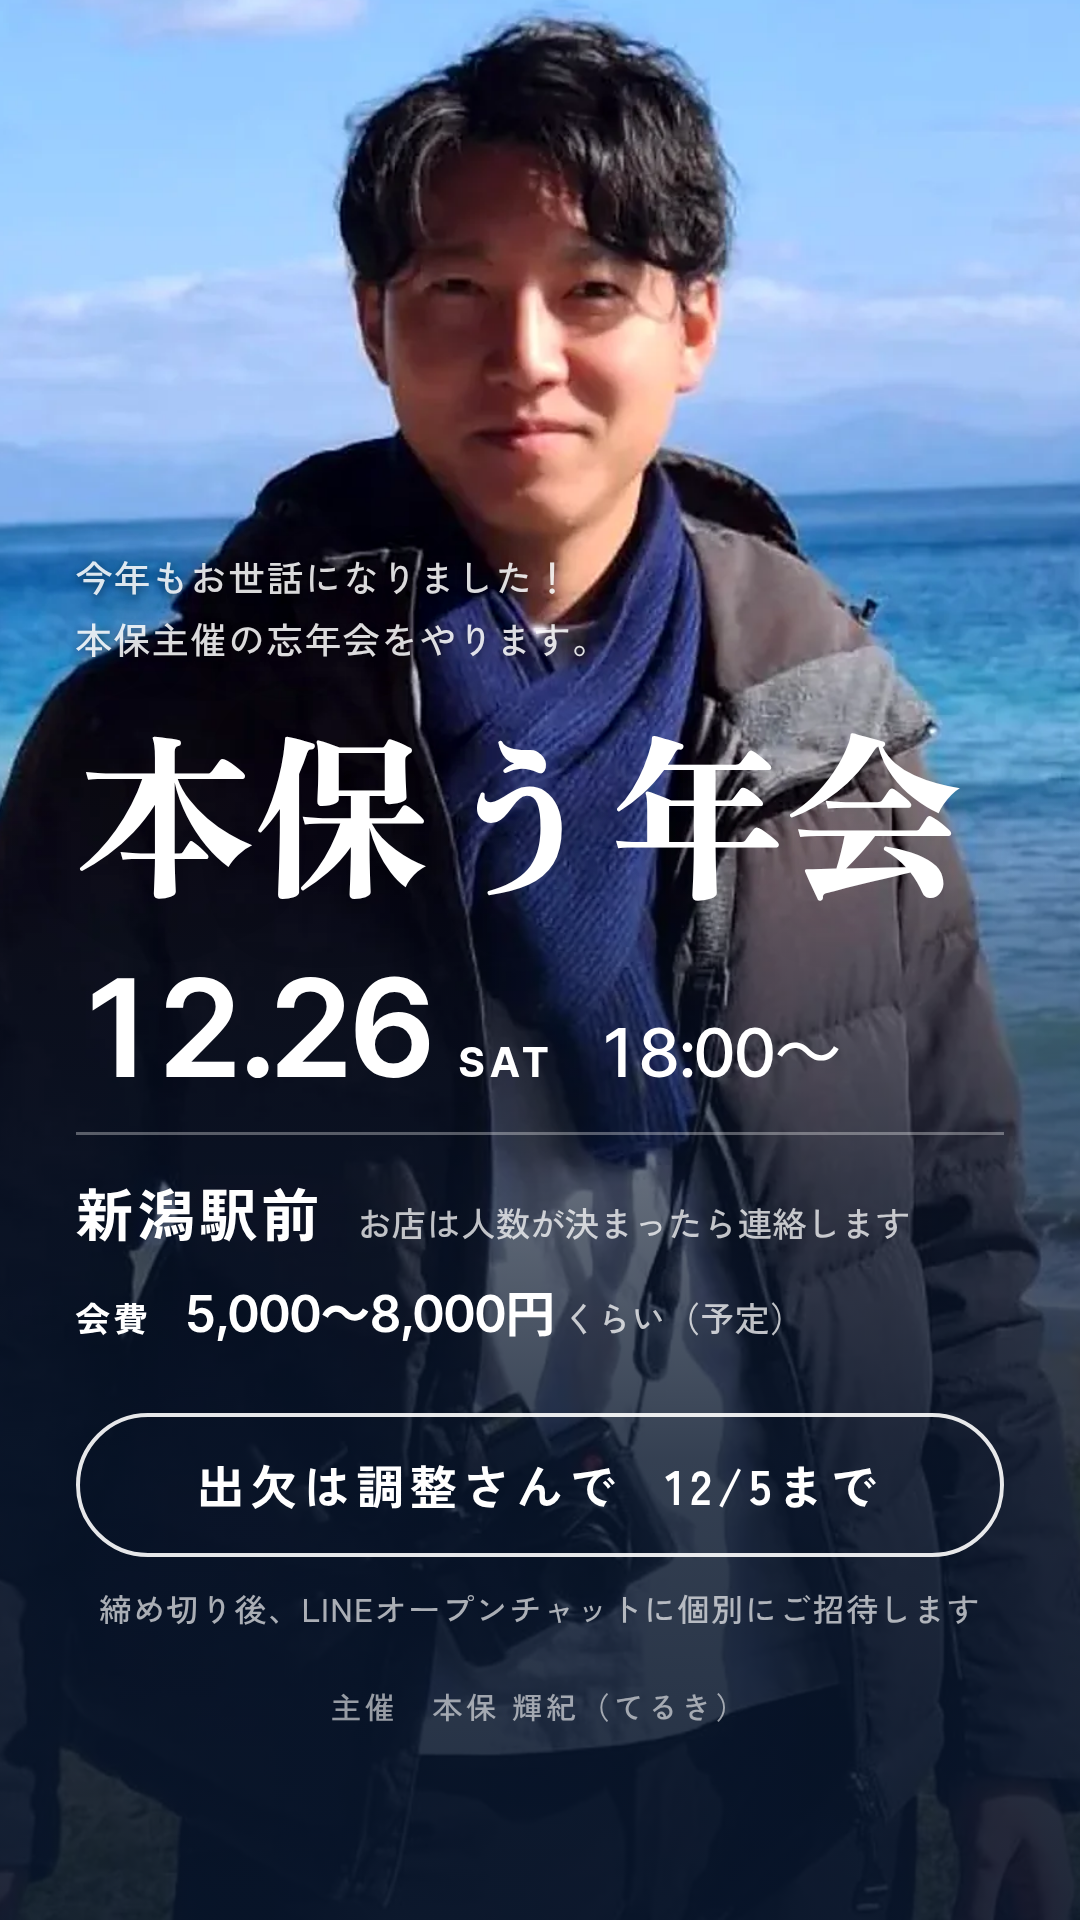 今年もお世話になりました！
本保主催の忘年会をやります。
本保う年会
12.26 SAT 18:00〜
新潟駅前 お店は人数が決まったら連絡します
会費 5,000〜8,000円 くらい（予定）
出欠は調整さんで 12/5まで
締め切り後、LINEオープンチャットに個別にご招待します
主催 本保 輝紀（てるき）